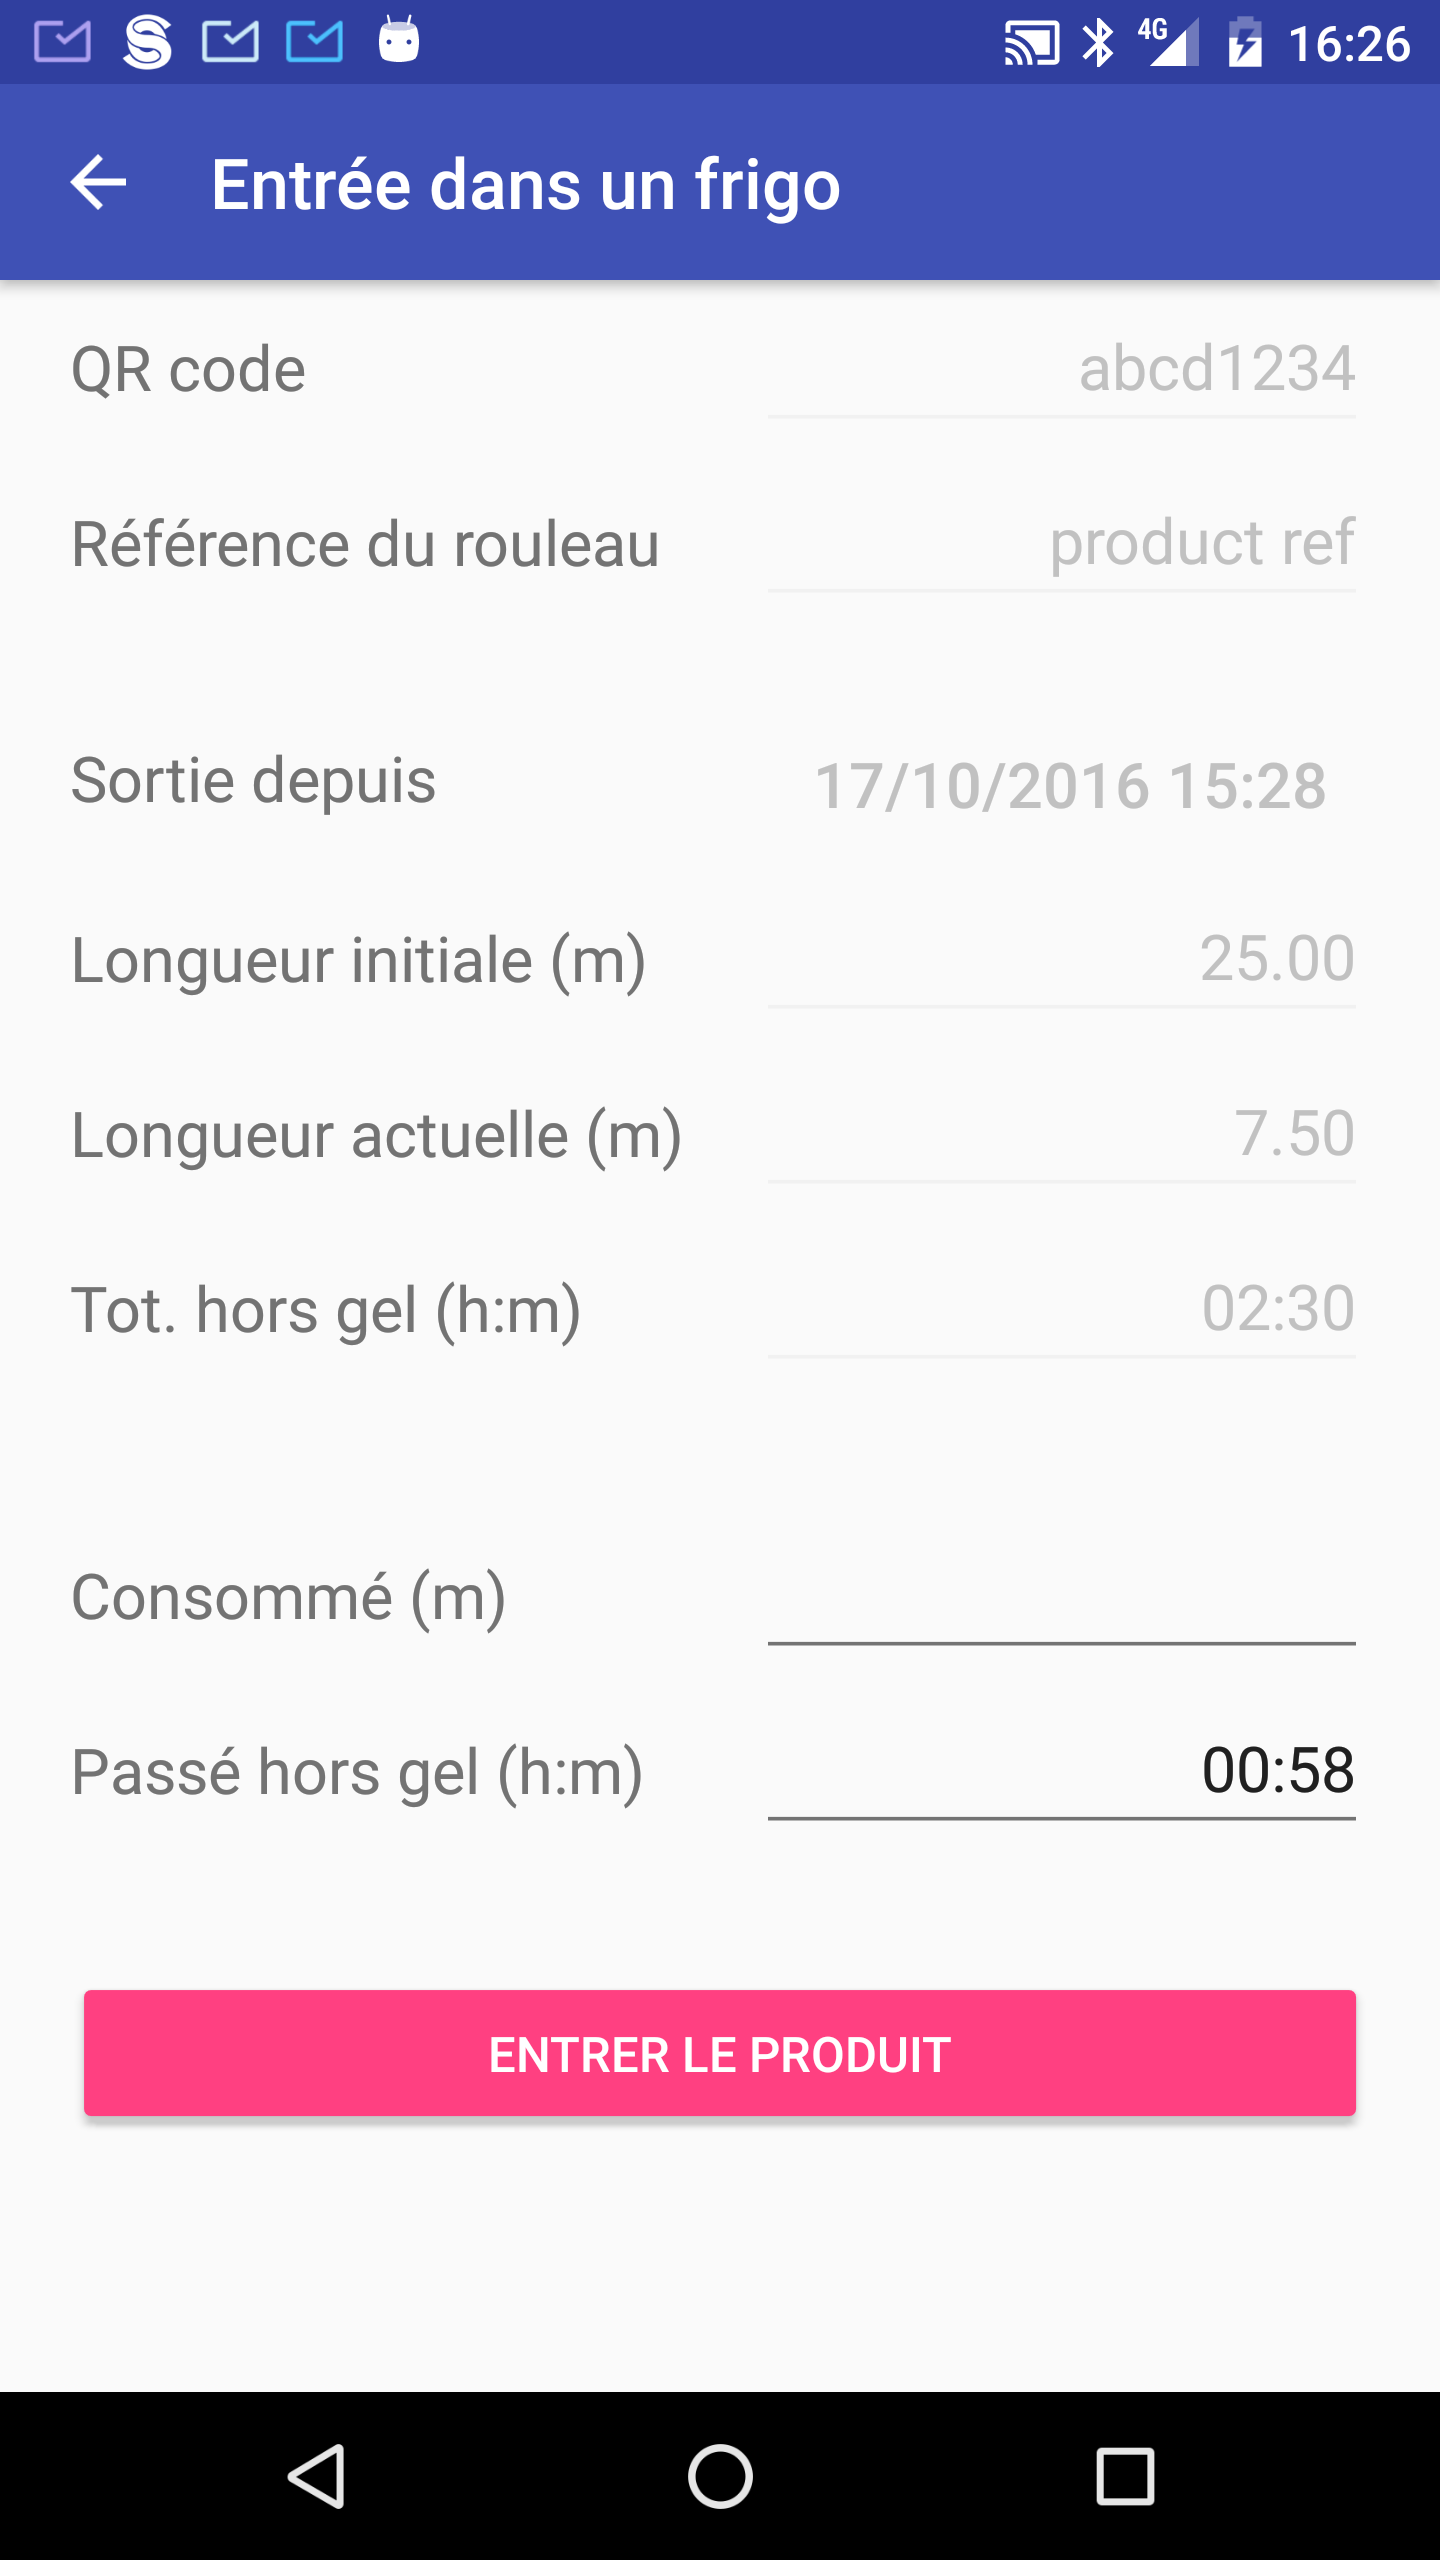 4G 16:26
Entrée dans un frigo
QR code abcd1234
Référence du rouleau product ref
Sortie depuis 17/10/2016 15:28
Longueur initiale (m) 25.00
Longueur actuelle (m) 7.50
Tot. hors gel (h:m) 02:30
Consommé (m)
Passé hors gel (h:m) 00:58
ENTRER LE PRODUIT